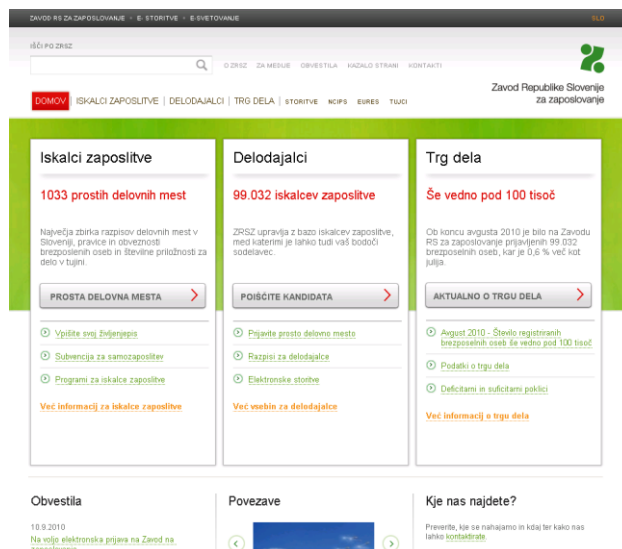 ZAVOD RS ZA ZAPOSLOVANJE • E-STORITVE • E-SVETOVANJE
SLO
IŠČI PO ZRSZ
O ZRSZ ZA MEDIJE OBVESTILA KAZALO STRANI KONTAKTI
Zavod Republike Slovenije
za zaposlovanje
DOMOV | ISKALCI ZAPOSLITVE | DELODAJALCI | TRG DELA | STORITVE NCIPS EURES TUJCI
Iskalci zaposlitve
1033 prostih delovnih mest
Največja zbirka razpisov delovnih mest v
Sloveniji, pravice in obveznosti
brezposlenih oseb in številne priložnosti za
delo v tujini.
PROSTA DELOVNA MESTA
Vpišite svoj življenjepis
Subvencija za samozaposlitev
Programi za iskalce zaposlitve
Več informacij za iskalce zaposlitve
Delodajalci
99.032 iskalcev zaposlitve
ZRSZ upravlja z bazo iskalcev zaposlitve,
med katerimi je lahko tudi vaš bodoči
sodelavec.
POIŠČITE KANDIDATA
Prijavite prosto delovno mesto
Razpisi za delodajalce
Elektronske storitve
Več vsebin za delodajalce
Trg dela
Še vedno pod 100 tisoč
Ob koncu avgusta 2010 je bilo na Zavodu
RS za zaposlovanje prijavljenih 99.032
brezposelnih oseb, kar je 0,6 % več kot
julija.
AKTUALNO O TRGU DELA
Avgust 2010 - Število registriranih
brezposelnih oseb še vedno pod 100 tisoč
Podatki o trgu dela
Deficitarni in suficitarni poklici
Več informacij o trgu dela
Obvestila
10.9.2010
Na voljo elektronska prijava na Zavod na
zaposlovanje
Povezave
Kje nas najdete?
Preverite, kje se nahajamo in kdaj ter kako nas
lahko kontaktirate.